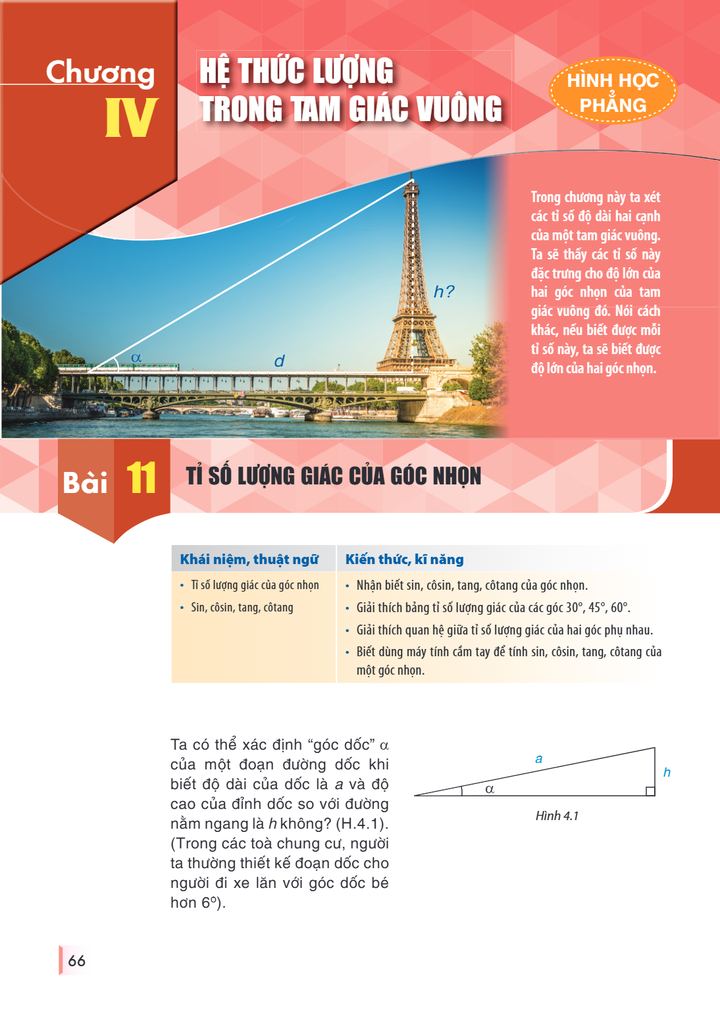 Chương
IV
HỆ THỨC LƯỢNG
TRONG TAM GIÁC VUÔNG
HÌNH HỌC
PHẲNG
Trong chương này ta xét
các tỉ số độ dài hai cạnh
của một tam giác vuông.
Ta sẽ thấy các tỉ số này
đặc trưng cho độ lớn của
hai góc nhọn của tam
giác vuông đó. Nói cách
khác, nếu biết được mỗi
tỉ số này, ta sẽ biết được
độ lớn của hai góc nhọn.
h?
α
d
Bài 11
TỈ SỐ LƯỢNG GIÁC CỦA GÓC NHỌN
Khái niệm, thuật ngữ
• Tỉ số lượng giác của góc nhọn
• Sin, côsin, tang, côtang
Kiến thức, kĩ năng
• Nhận biết sin, côsin, tang, côtang của góc nhọn.
• Giải thích bảng tỉ số lượng giác của các góc 30°, 45°, 60°.
• Giải thích quan hệ giữa tỉ số lượng giác của hai góc phụ nhau.
• Biết dùng máy tính cầm tay để tính sin, côsin, tang, côtang của
một góc nhọn.
Ta có thể xác định “góc dốc” α
của một đoạn đường dốc khi
biết độ dài của dốc là a và độ
cao của đỉnh dốc so với đường
nằm ngang là h không? (H.4.1).
(Trong các toà chung cư, người
ta thường thiết kế đoạn dốc cho
người đi xe lăn với góc dốc bé
hơn 6°).
a
h
α
Hình 4.1
66